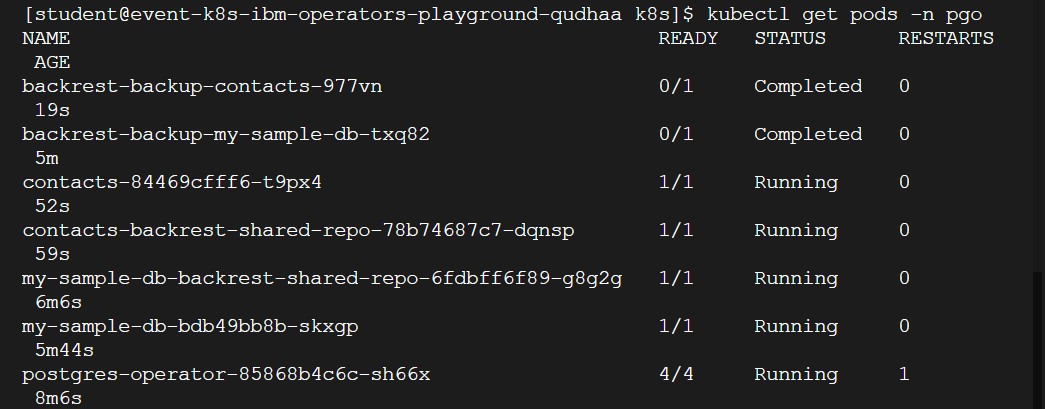 [student@event-k8s-ibm-operators-playground-qudhaa k8s]$ kubectl get pods -n pgo
NAME READY STATUS RESTARTS
AGE
backrest-backup-contacts-977vn 0/1 Completed 0
19s
backrest-backup-my-sample-db-txq82 0/1 Completed 0
5m
contacts-84469cfff6-t9px4 1/1 Running 0
52s
contacts-backrest-shared-repo-78b74687c7-dqnsp 1/1 Running 0
59s
my-sample-db-backrest-shared-repo-6fdbff6f89-g8g2g 1/1 Running 0
6m6s
my-sample-db-bdb49bb8b-skxgp 1/1 Running 0
5m44s
postgres-operator-85868b4c6c-sh66x 4/4 Running 1
8m6s